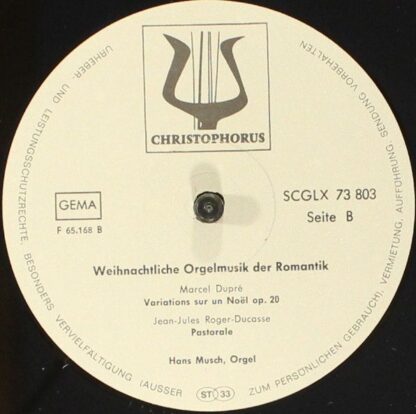 CHRISTOPHORUS
GEMA
F 65.168 B
SCGLX 73 803
Seite B
Weihnachtliche Orgelmusik der Romantik
Marcel Dupré
Variations sur un Noël op. 20
Jean-Jules Roger-Ducasse
Pastorale
Hans Musch, Orgel
ST 33
URHEBER- UND LEISTUNGSSCHUTZRECHTE, BESONDERS VERVIELFÄLTIGUNG (AUSSER ZUM PERSÖNLICHEN GEBRAUCH), VERMIETUNG, AUFFÜHRUNG, SENDUNG VORBEHALTEN